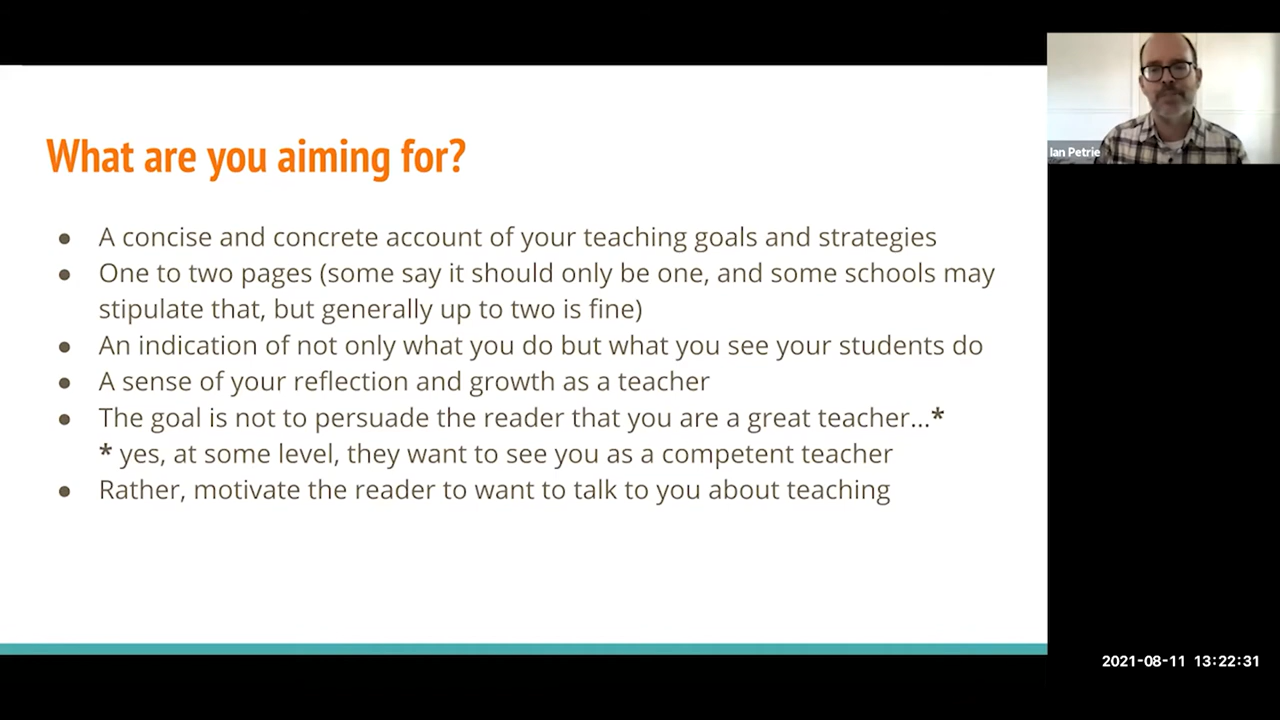 What are you aiming for?
● A concise and concrete account of your teaching goals and strategies
● One to two pages (some say it should only be one, and some schools may
stipulate that, but generally up to two is fine)
● An indication of not only what you do but what you see your students do
● A sense of your reflection and growth as a teacher
● The goal is not to persuade the reader that you are a great teacher...*
* yes, at some level, they want to see you as a competent teacher
● Rather, motivate the reader to want to talk to you about teaching
Ian Petrie
2021-08-11 13:22:31